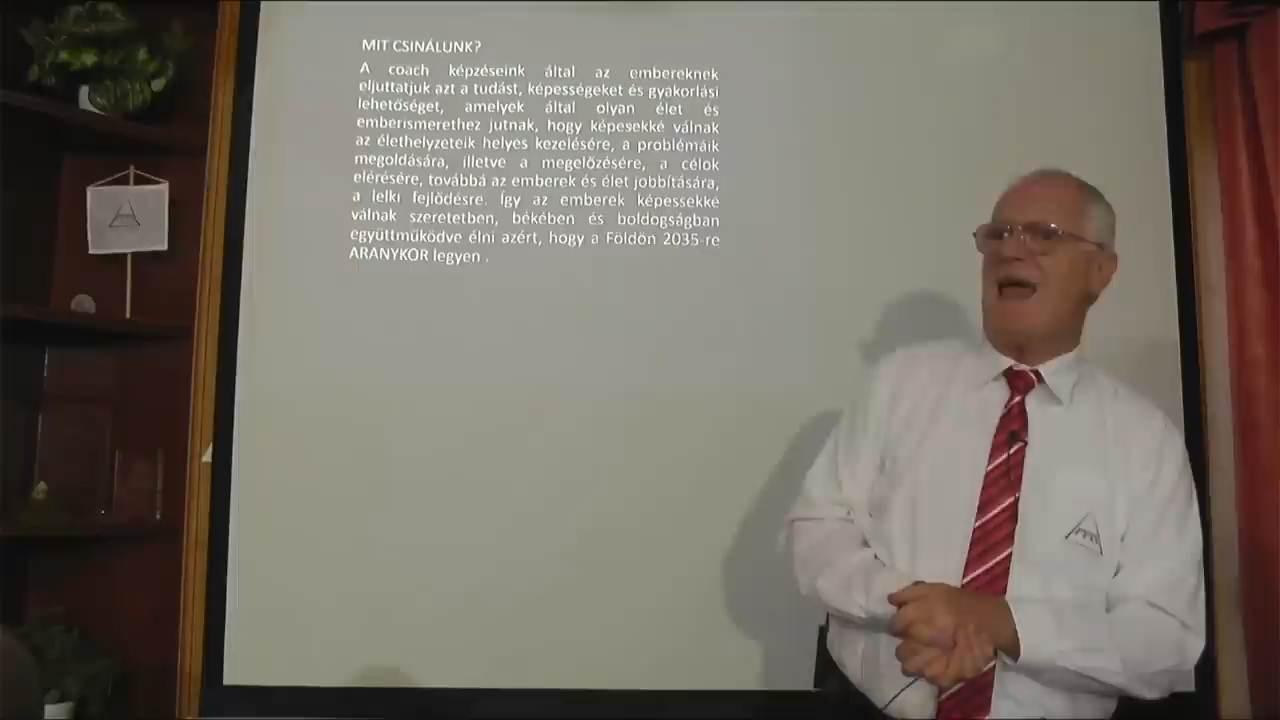 MIT CSINÁLUNK?
A coach képzéseink által az embereknek
eljuttatjuk azt a tudást, képességeket és gyakorlási
lehetőséget, amelyek által olyan élet és
emberismerethez jutnak, hogy képesekké válnak
az élethelyzeteik helyes kezelésére, a problémáik
megoldására, illetve a megelőzésére, a célok
elérésére, továbbá az emberek és élet jobbítására,
a lelki fejlődésre. Így az emberek képessekké
válnak szeretetben, békében és boldogságban
együttműködve élni azért, hogy a Földön 2035-re
ARANYKOR legyen .